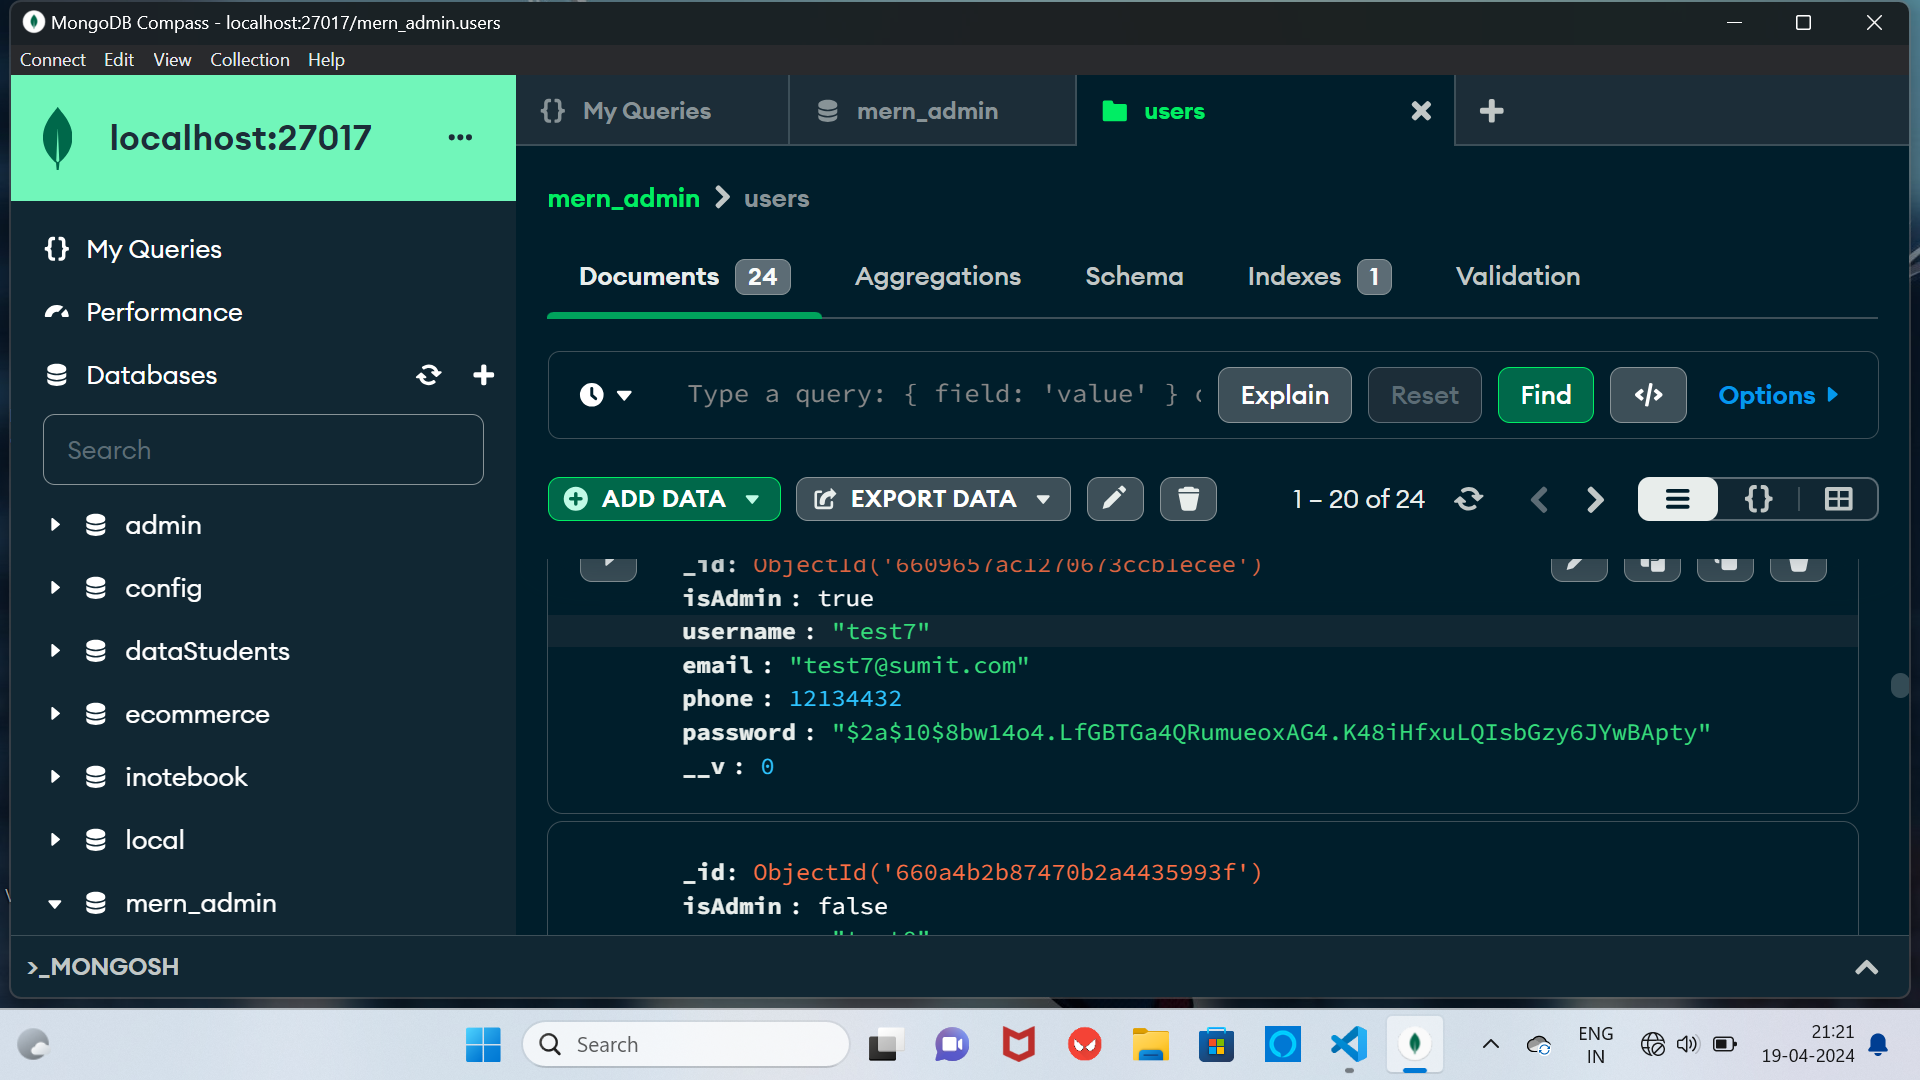 MongoDB Compass - localhost:27017/mern_admin.users
Connect Edit View Collection Help
localhost:27017
My Queries
mern_admin
users
mern_admin > users
My Queries
Performance
Databases
Search
admin
config
dataStudents
ecommerce
inotebook
local
mern_admin
Documents 24 Aggregations Schema Indexes 1 Validation
Type a query: { field: 'value' }
Explain
Reset
Find
</>
Options
ADD DATA
EXPORT DATA
1 – 20 of 24
{}
_id: ObjectId('6609657ac1270673ccb1ecee')
isAdmin : true
username : "test7"
email : "test7@sumit.com"
phone : 12134432
password : "$2a$10$8bw14o4.LfGBTGa4QRumueoxAG4.K48iHfxuLQIsbGzy6JYwBApty"
__v : 0
_id: ObjectId('660a4b2b87470b2a4435993f')
isAdmin : false
>_MONGOSH
Search
ENG
IN
21:21
19-04-2024